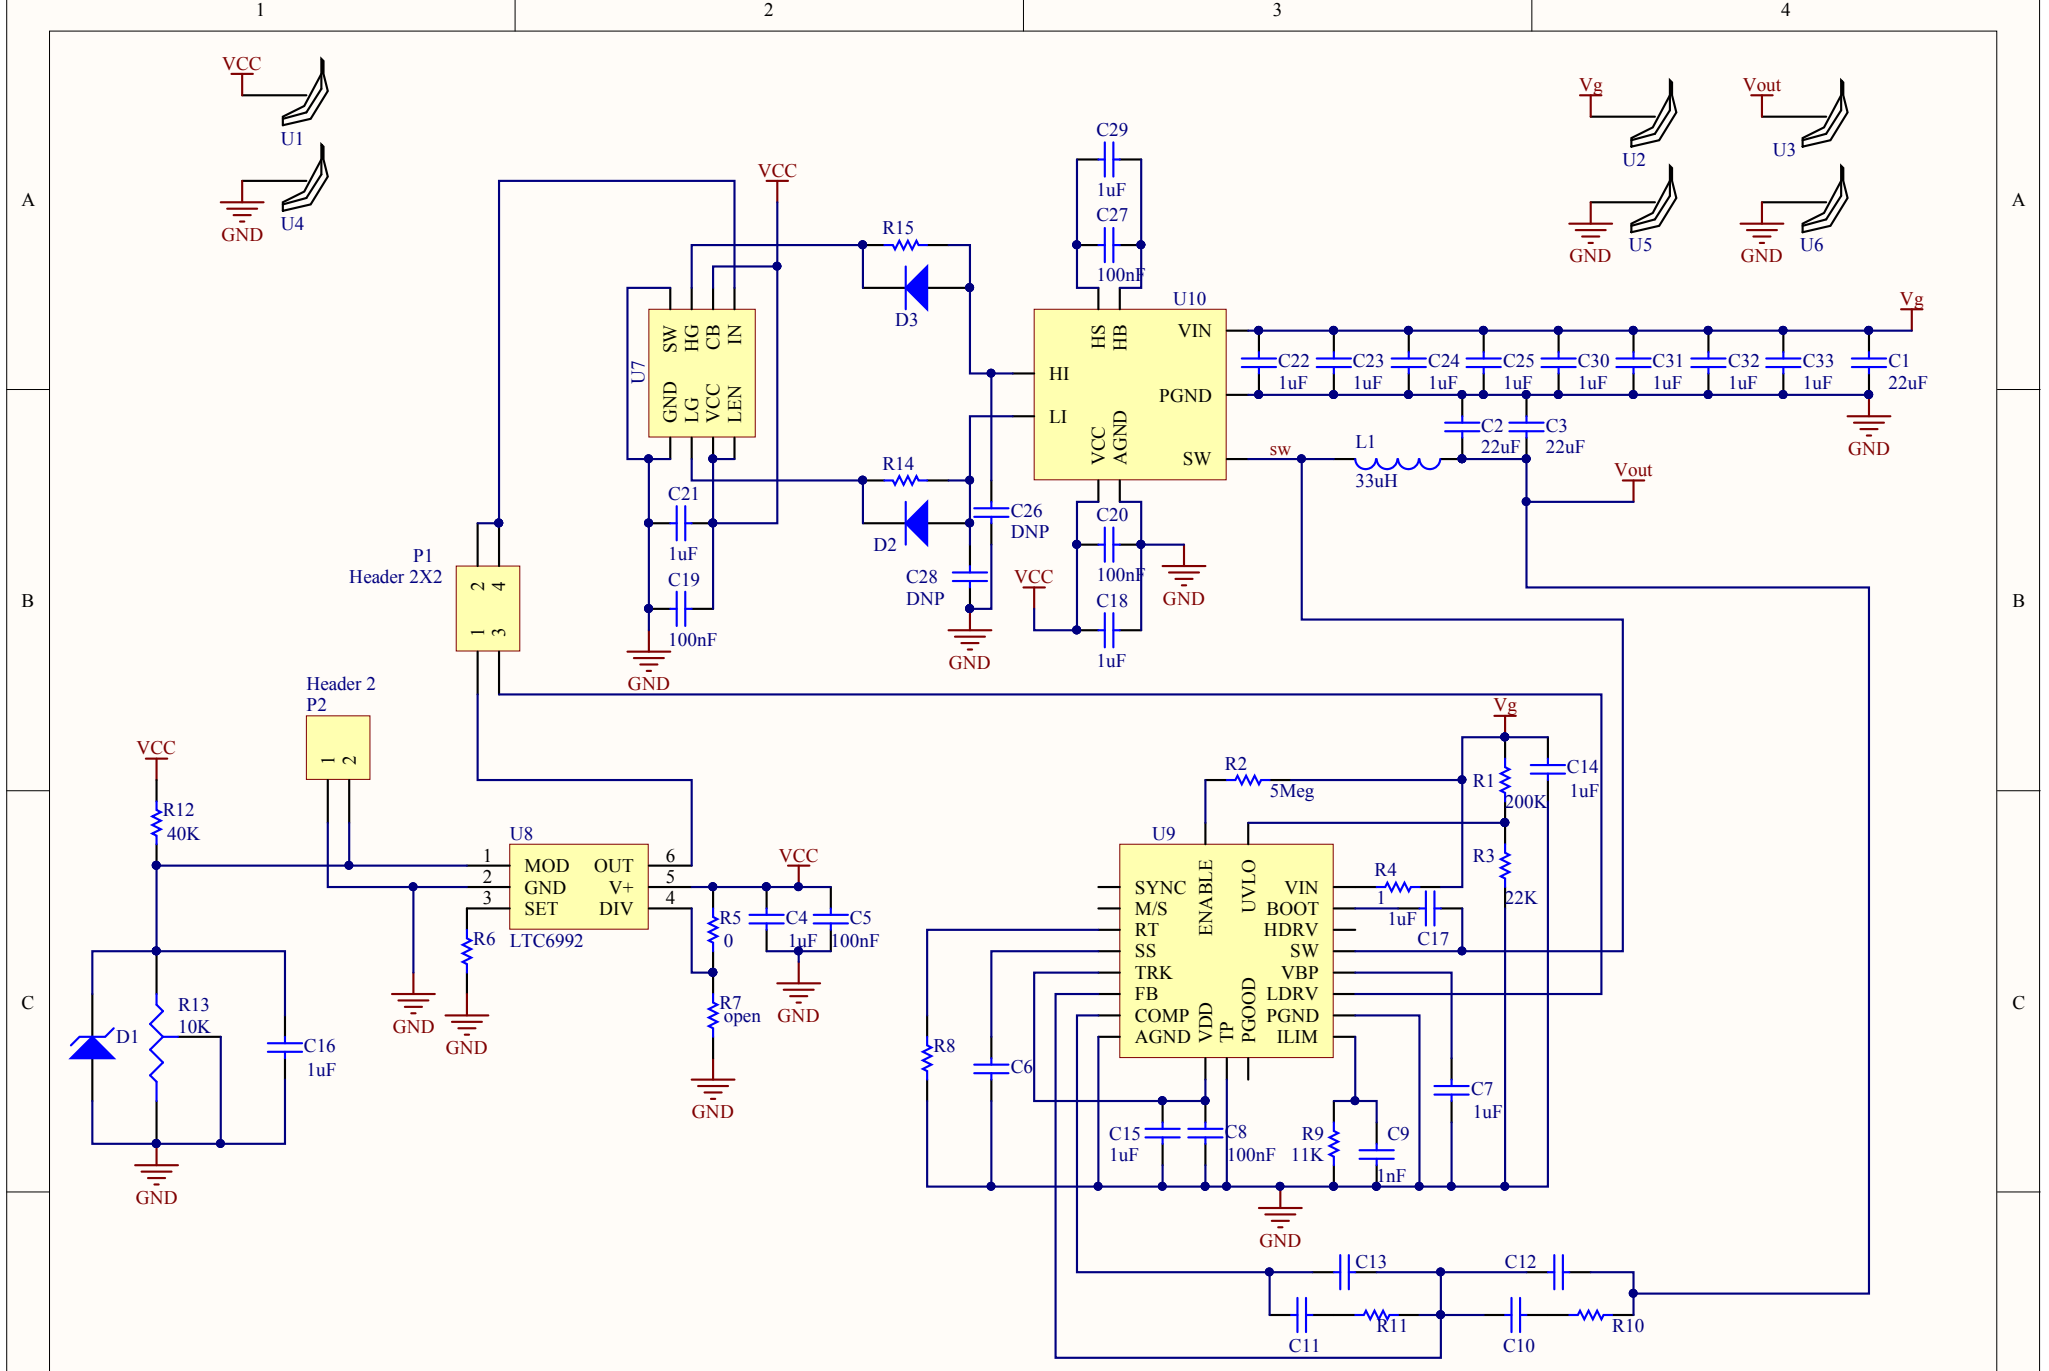 1 2 3 4
A A
B B
C C
VCC
U1
GND
U4
Vg
U2
Vout
U3
GND
U5
GND
U6
VCC
C29
1uF
C27
100nF
R15
D3
U7
SW HG CB IN
GND LG VCC LEN
R14
D2
C21
1uF
C19
100nF
GND
C26
DNP
C28
DNP
GND
U10
HS HB
VIN
HI
PGND
LI
VCC AGND
SW
C20
100nF
C18
1uF
VCC
GND
Vg
C22
1uF
C23
1uF
C24
1uF
C25
1uF
C30
1uF
C31
1uF
C32
1uF
C33
1uF
C1
22uF
GND
sw
L1
33uH
C2
22uF
C3
22uF
Vout
P1
Header 2X2
2 4
1 3
Header 2
P2
1 2
VCC
R12
40K
U8
1 MOD OUT 6
2 GND V+ 5
3 SET DIV 4
LTC6992
R6
GND
GND
VCC
R5
0
C4
1uF
C5
100nF
GND
R7
open
GND
D1
R13
10K
C16
1uF
GND
Vg
R2
5Meg
R1
200K
C14
1uF
R3
22K
U9
ENABLE UVLO
SYNC VIN
M/S BOOT
RT HDRV
SS SW
TRK VBP
FB LDRV
COMP PGND
AGND ILIM
VDD TP PGOOD
R4
1
1uF
C17
R8
C6
C15
1uF
C8
100nF
R9
11K
C9
1nF
C7
1uF
GND
C13
C12
C11
R11
C10
R10